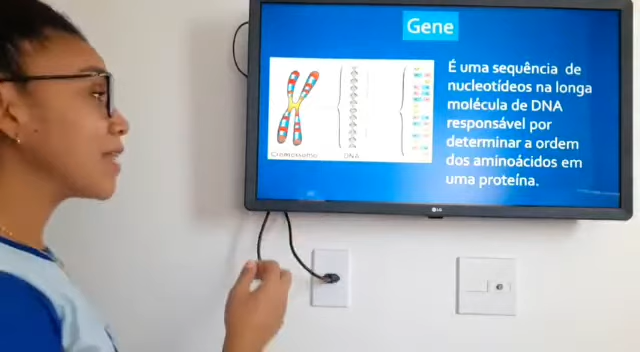 Gene
É uma sequência de
nucleotídeos na longa
molécula de DNA
responsável por
determinar a ordem
dos aminoácidos em
uma proteína.
Cromossomo
DNA
LG